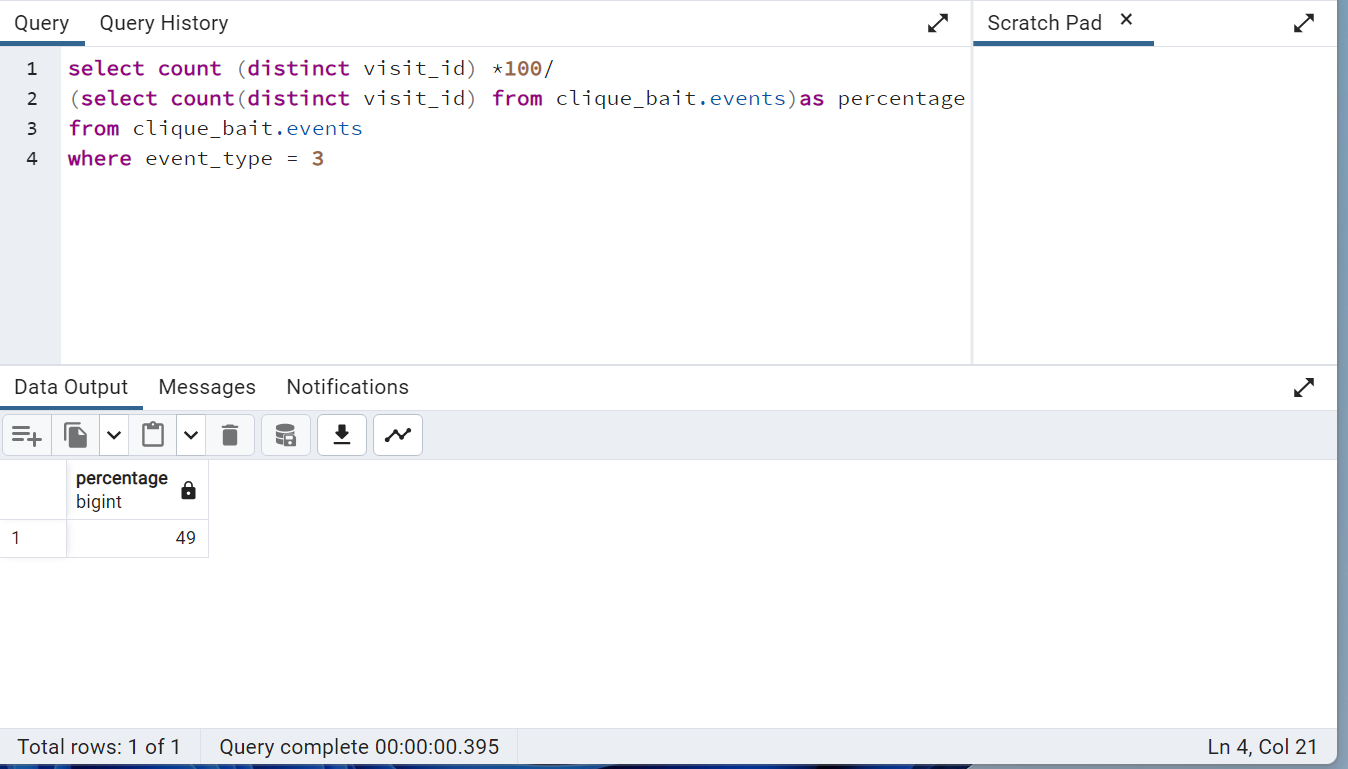 Query Query History
Scratch Pad ×
1 select count (distinct visit_id) *100/
2 (select count(distinct visit_id) from clique_bait.events)as percentage
3 from clique_bait.events
4 where event_type = 3
Data Output Messages Notifications
percentage
bigint
1 49
Total rows: 1 of 1 Query complete 00:00:00.395 Ln 4, Col 21